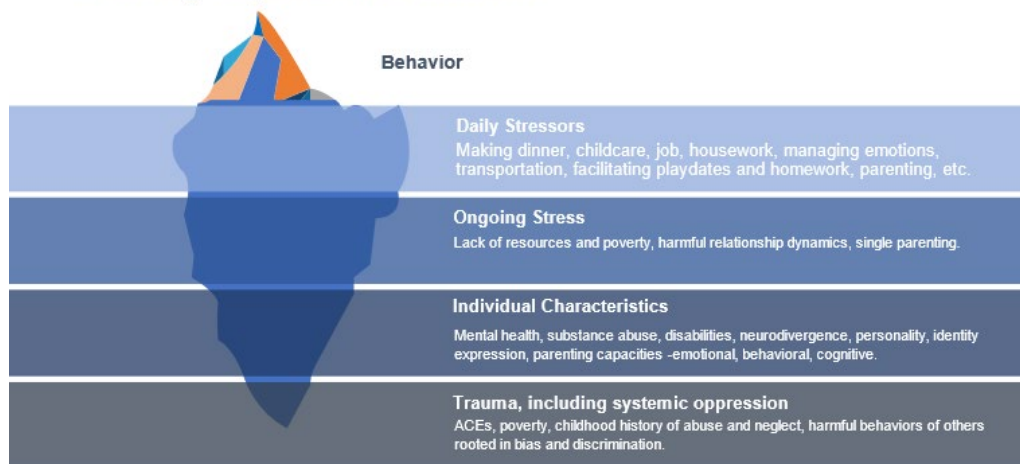 Behavior
Daily Stressors
Making dinner, childcare, job, housework, managing emotions,
transportation, facilitating playdates and homework, parenting, etc.
Ongoing Stress
Lack of resources and poverty, harmful relationship dynamics, single parenting.
Individual Characteristics
Mental health, substance abuse, disabilities, neurodivergence, personality, identity
expression, parenting capacities -emotional, behavioral, cognitive.
Trauma, including systemic oppression
ACEs, poverty, childhood history of abuse and neglect, harmful behaviors of others
rooted in bias and discrimination.